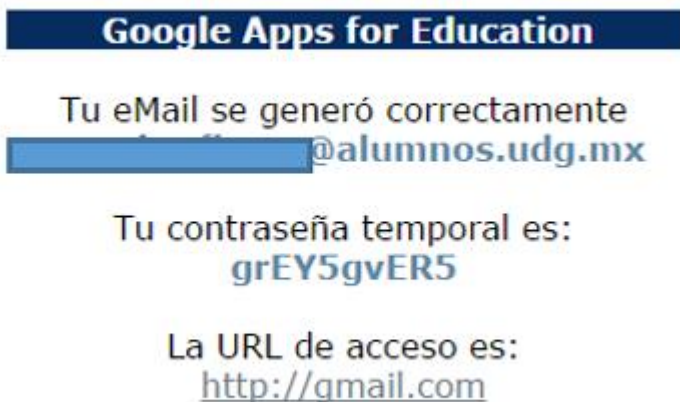 Google Apps for Education
Tu eMail se generó correctamente
@alumnos.udg.mx
Tu contraseña temporal es:
grEY5gvER5
La URL de acceso es:
http://gmail.com